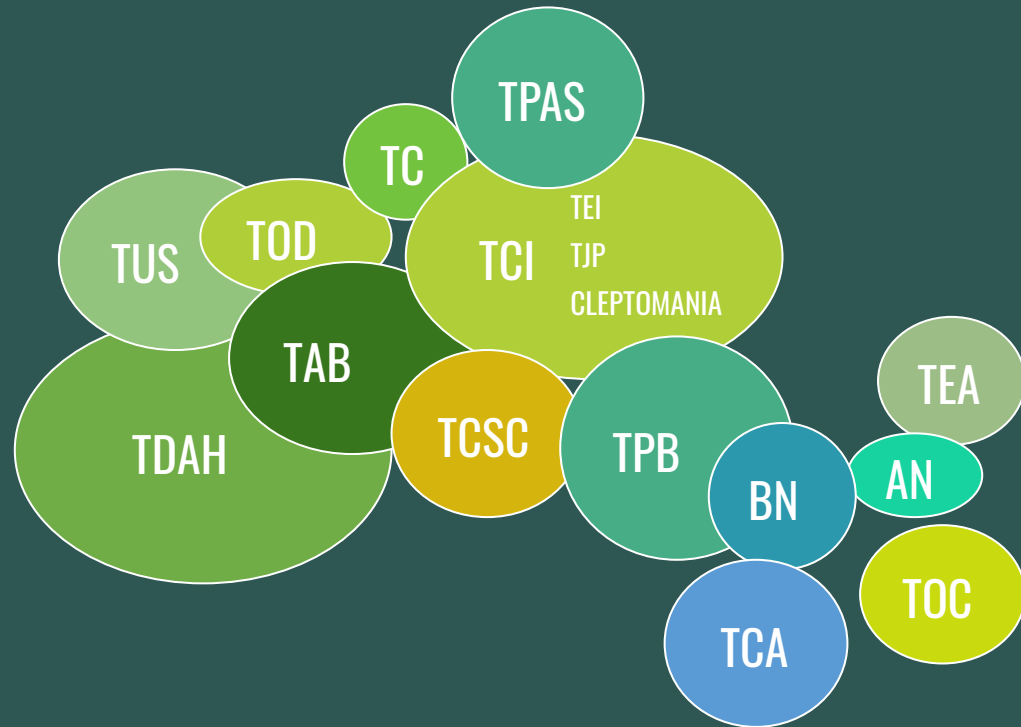 TPAS
TC
TUS
TOD
TCI
TEI
TJP
CLEPTOMANIA
TAB
TDAH
TCSC
TPB
BN
TEA
AN
TOC
TCA